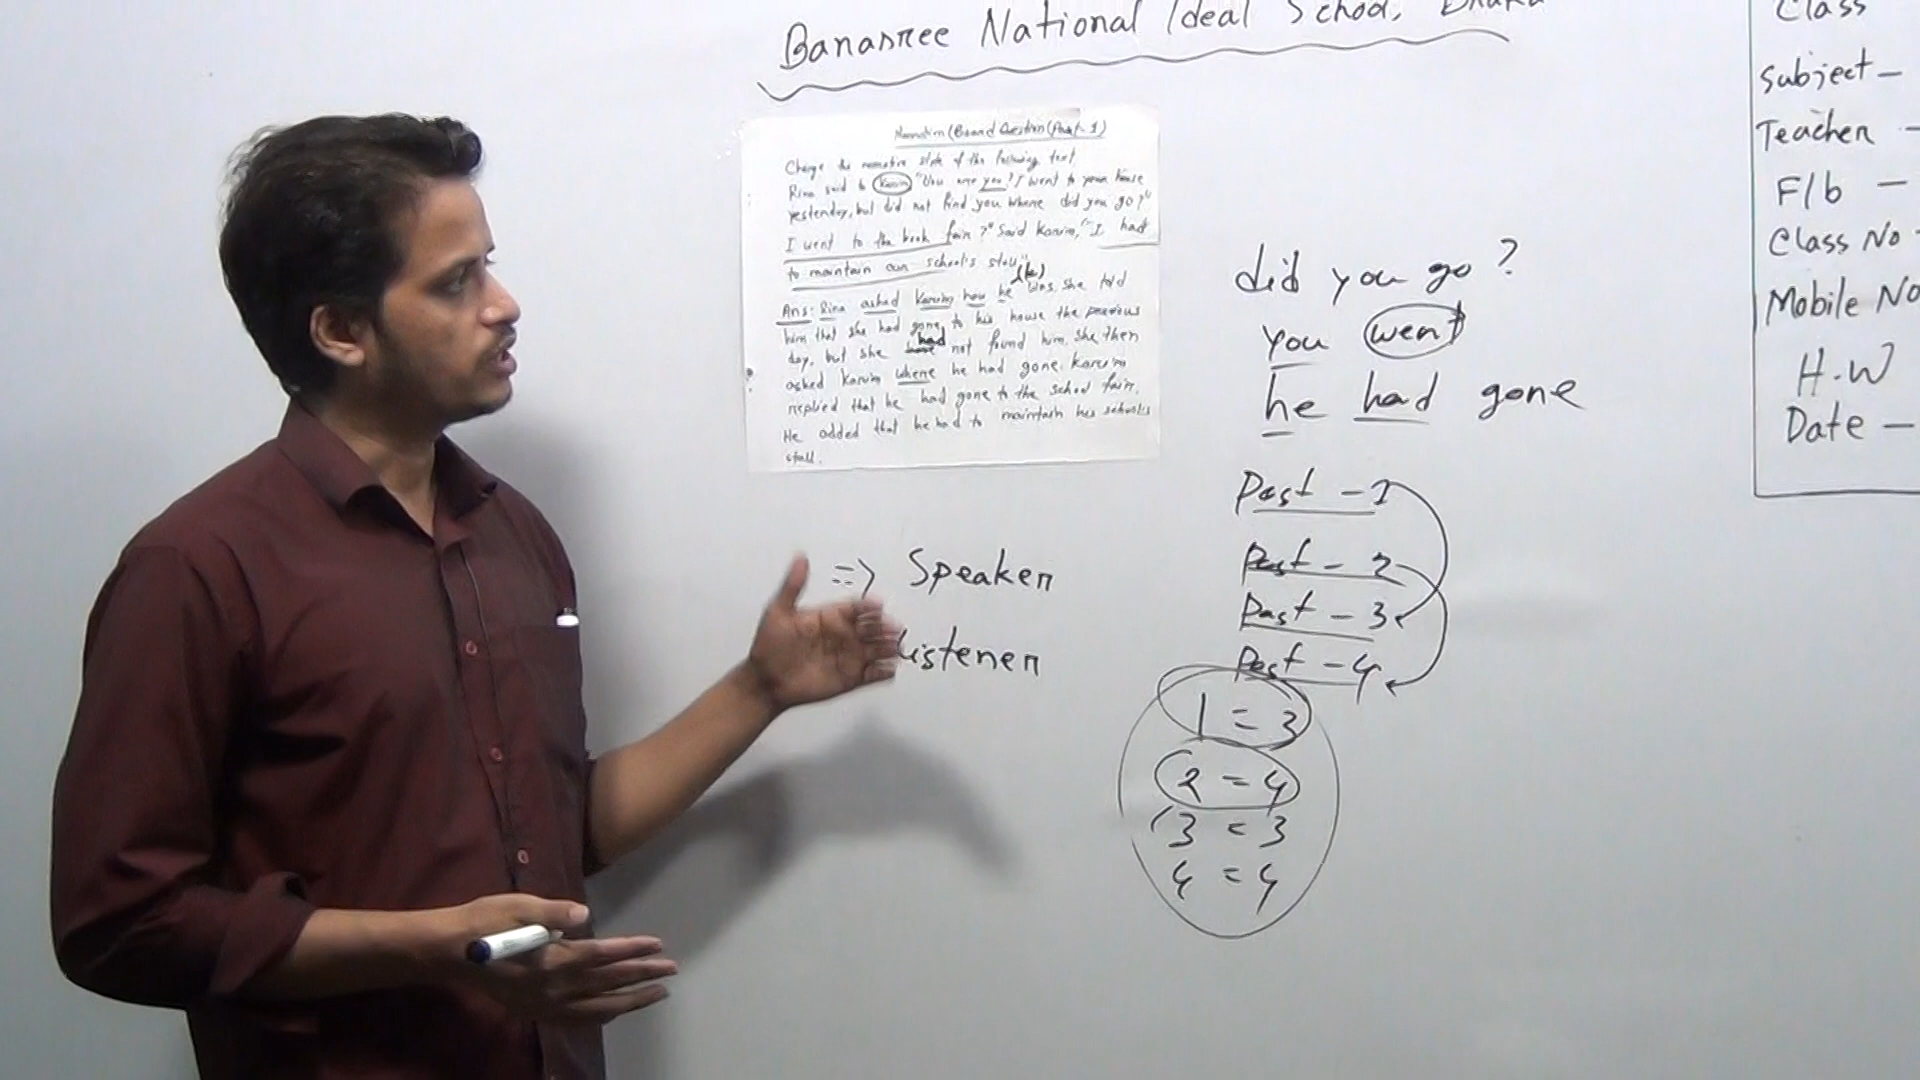 Bananree National Ideal School, Dhaka
Narration (Board Question (Part-1)
Change the narrative style of the following text
Rina said to Karim "How are you? I went to your house
yesterday, but did not find you. Where did you go?"
I went to the book fair?" Said Karim, "I had
to maintain our school's stall."
Ans: Rina asked Karim how he (K) was. She told
him that she had gone to his house the previous
day, but she had not found him. She then
asked Karim where he had gone. Karim
replied that he had gone to the school fair.
He added that he had to maintain his school's
stall.
=> Speaker
Listener
did you go?
you went
he had gone
Past - 1
Past - 2
Past - 3
Past - 4
1 = 3
2 = 4
3 = 3
4 = 4
Class
Subject -
Teacher -
F/b -
Class No -
Mobile No
H.W
Date -